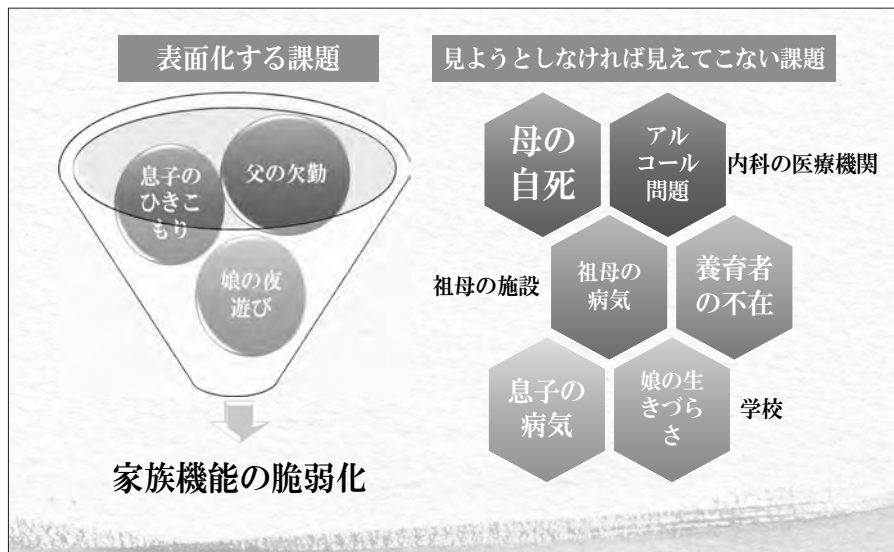 表面化する課題
息子の
ひきこ
もり
父の欠勤
娘の夜
遊び
家族機能の脆弱化
見ようとしなければ見えてこない課題
母の
自死
アル
コール
問題
内科の医療機関
祖母の施設
祖母の
病気
養育者
の不在
息子の
病気
娘の生
きづら
さ
学校